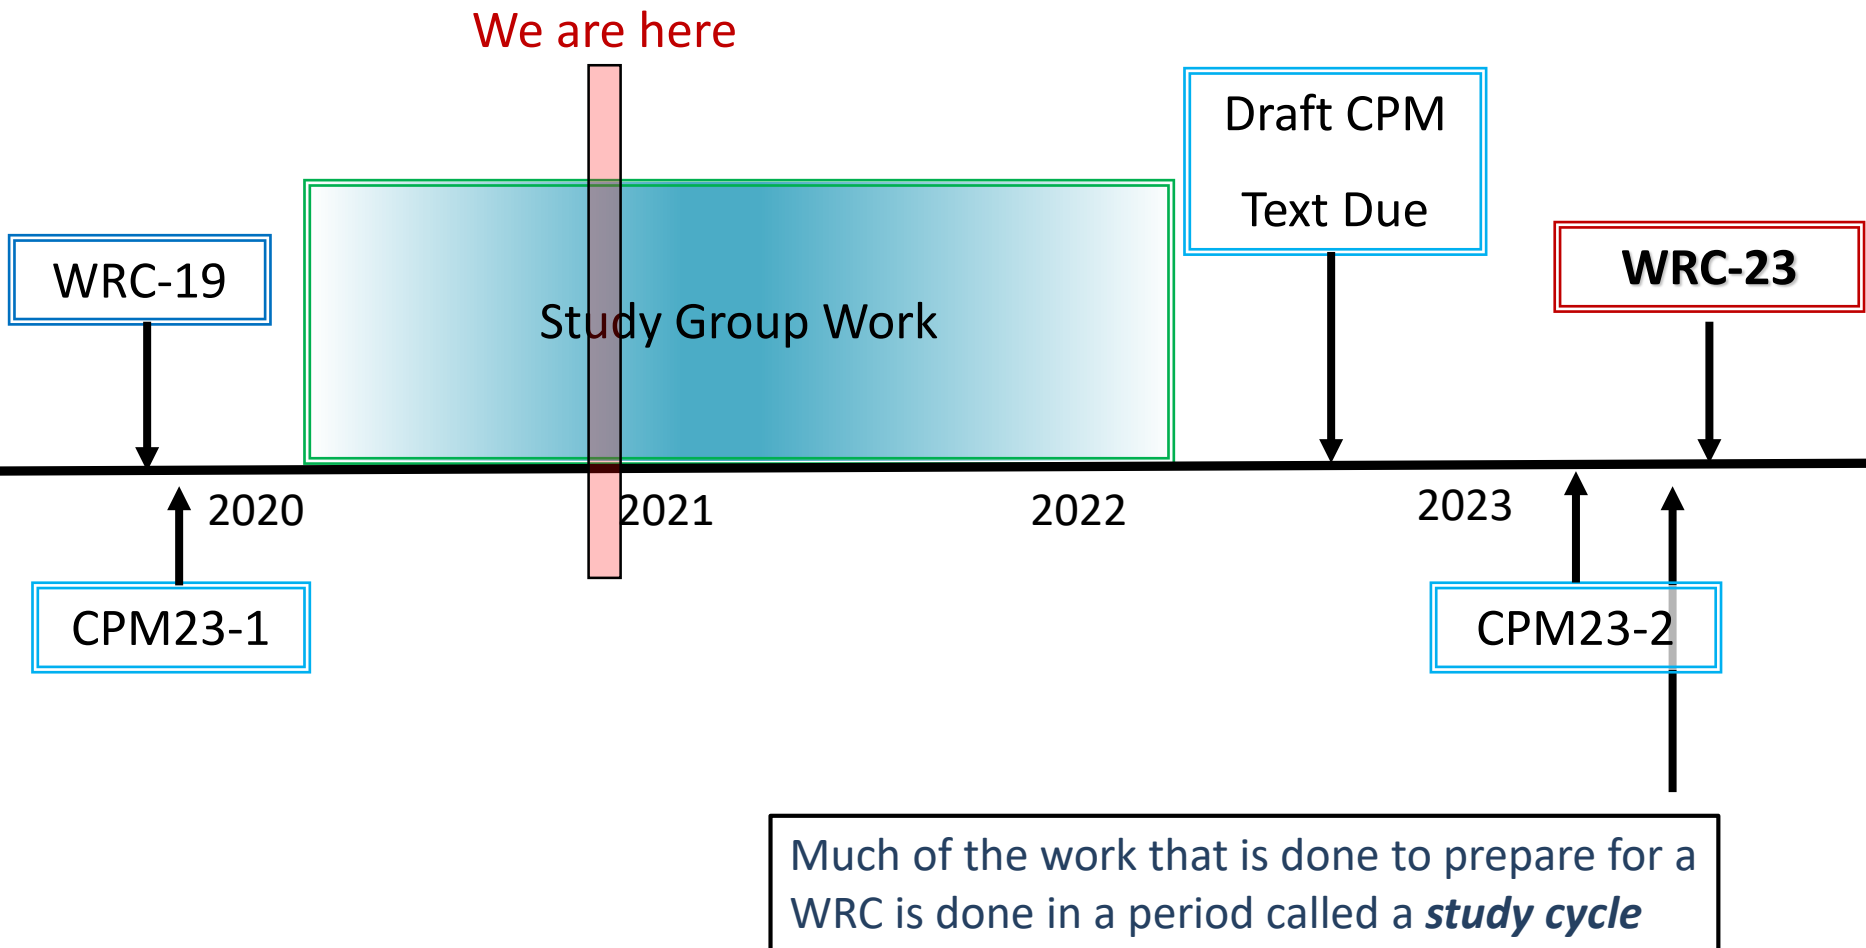 We are here
Draft CPM
Text Due
WRC-19
WRC-23
Study Group Work
2020
2021
2022
2023
CPM23-1
CPM23-2
Much of the work that is done to prepare for a
WRC is done in a period called a study cycle